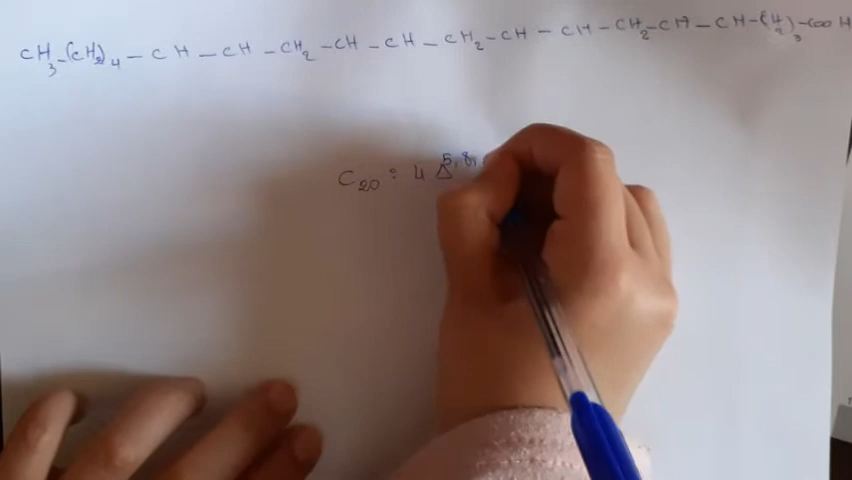 CH₃-(CH₂)₄ - CH - CH - CH₂ - CH - CH - CH₂ - CH - CH - CH₂ - CH - CH - (H₂)₃ - COOH
C₂₀ : 4 Δ⁵,⁸,